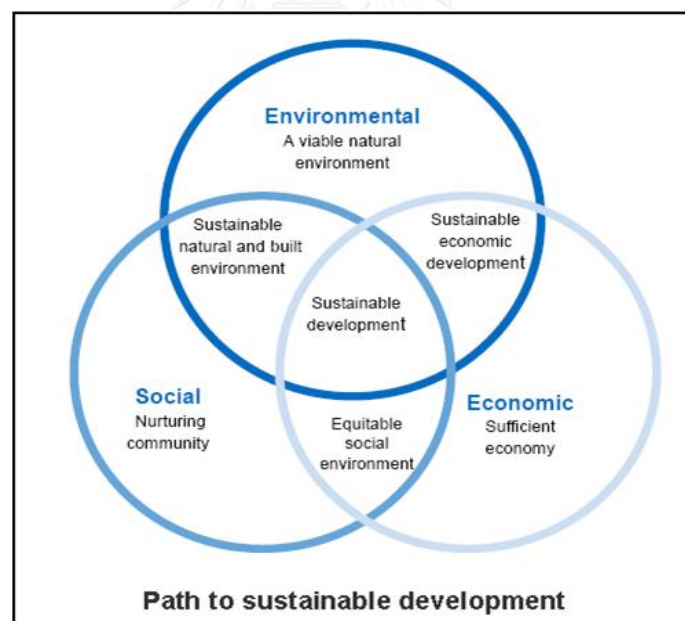 Environmental
A viable natural
environment
Sustainable
natural and built
environment
Sustainable
economic
development
Sustainable
development
Social
Nurturing
community
Economic
Sufficient
economy
Equitable
social
environment
Path to sustainable development